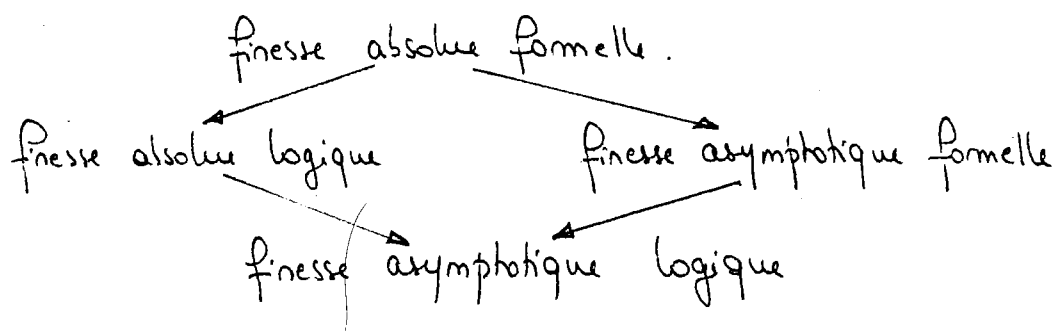 finesse absolue formelle.
finesse absolue logique
finesse asymptotique formelle
finesse asymptotique logique